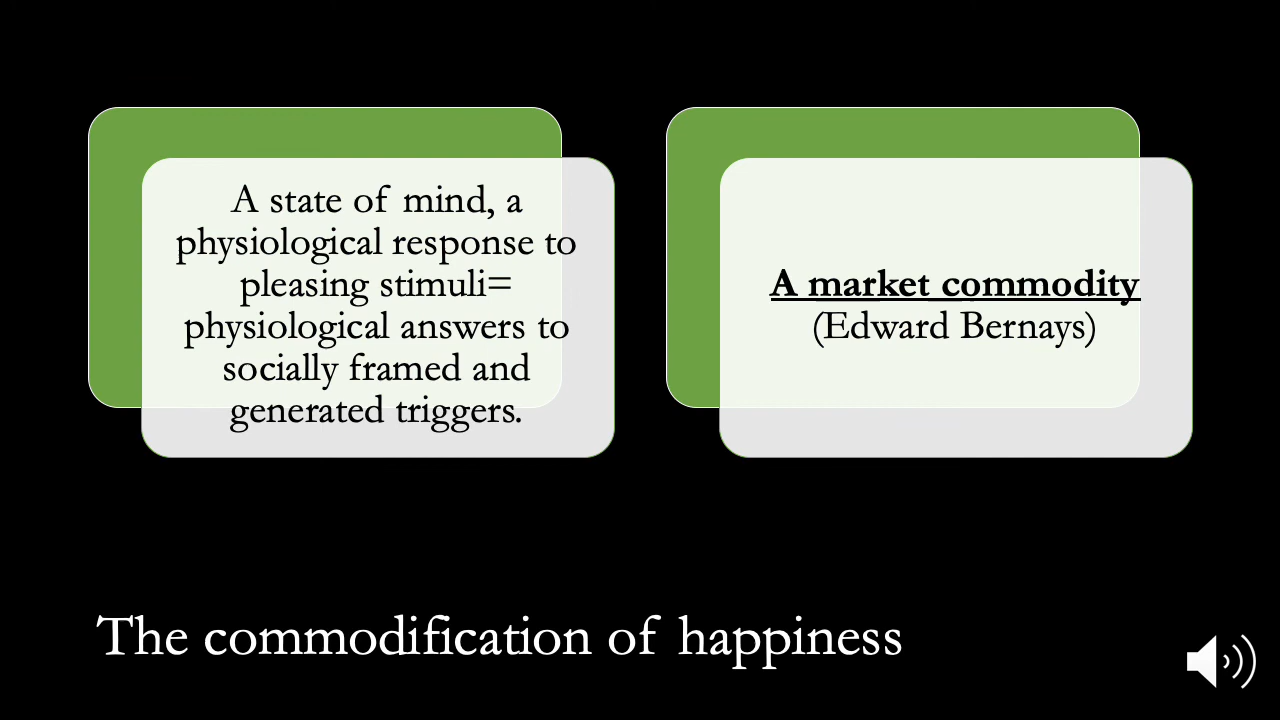 A state of mind, a
physiological response to
pleasing stimuli=
physiological answers to
socially framed and
generated triggers.
A market commodity
(Edward Bernays)
The commodification of happiness